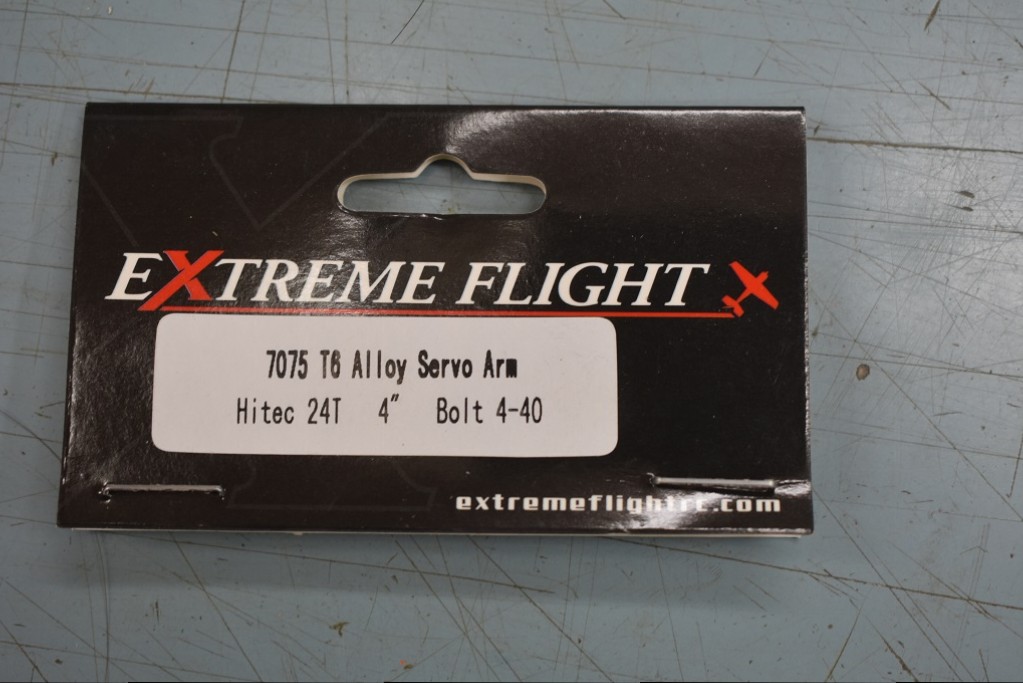 EXTREME FLIGHT
7075 T6 Alloy Servo Arm
Hitec 24T 4" Bolt 4-40
extremeflightrc.com